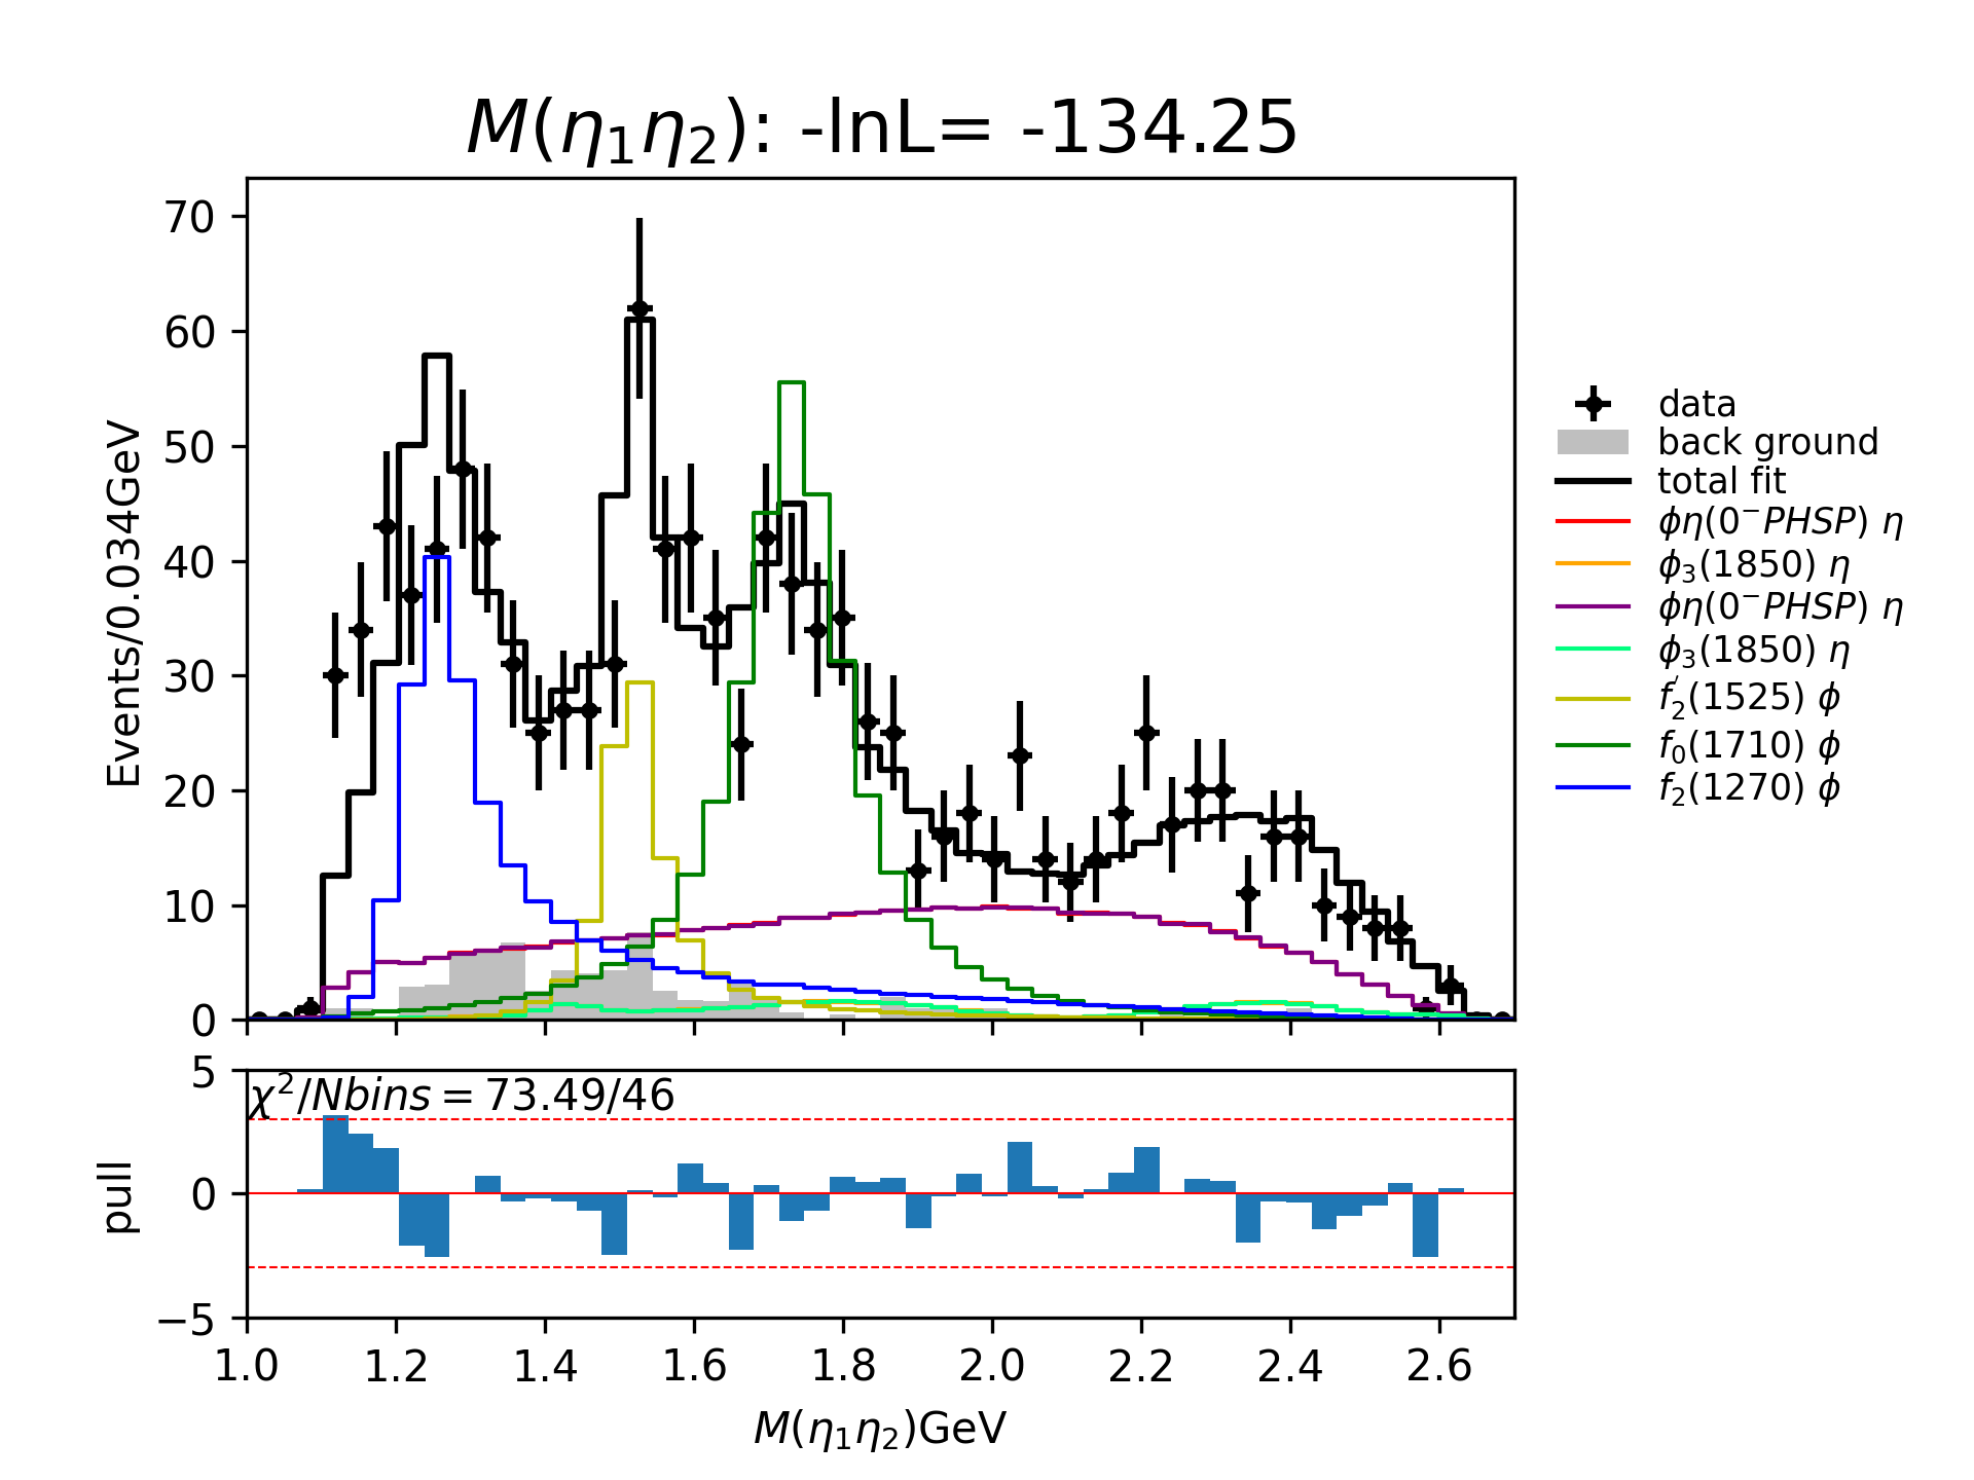 M(η₁η₂): -lnL= -134.25
70
60
50
40
30
20
10
0
Events/0.034GeV
data
back ground
total fit
ϕη(0⁻PHSP) η
ϕ₃(1850) η
ϕη(0⁻PHSP) η
ϕ₃(1850) η
f₂′(1525) ϕ
f₀(1710) ϕ
f₂(1270) ϕ
χ²/Nbins = 73.49/46
5
0
−5
pull
1.0 1.2 1.4 1.6 1.8 2.0 2.2 2.4 2.6
M(η₁η₂)GeV